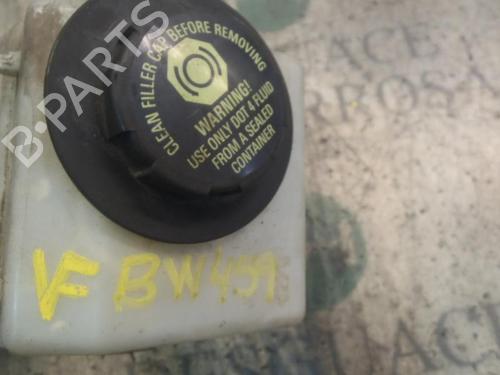 CLEAN FILLER CAP BEFORE REMOVING
WARNING!
USE ONLY DOT 4 FLUID
FROM A SEALED
CONTAINER
B-PARTS
VF BW459